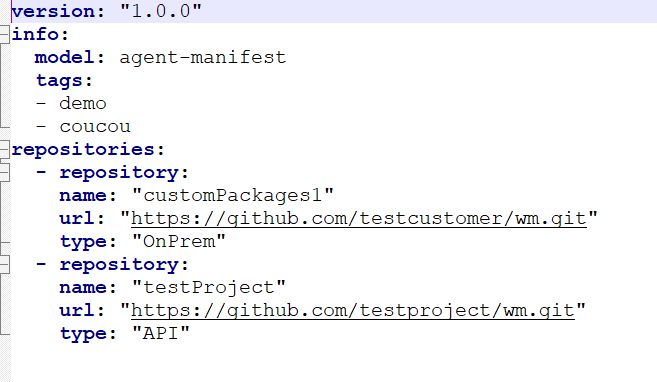 version: "1.0.0"
info:
  model: agent-manifest
  tags:
  - demo
  - coucou
repositories:
  - repository:
    name: "customPackages1"
    url: "https://github.com/testcustomer/wm.git"
    type: "OnPrem"
  - repository:
    name: "testProject"
    url: "https://github.com/testproject/wm.git"
    type: "API"